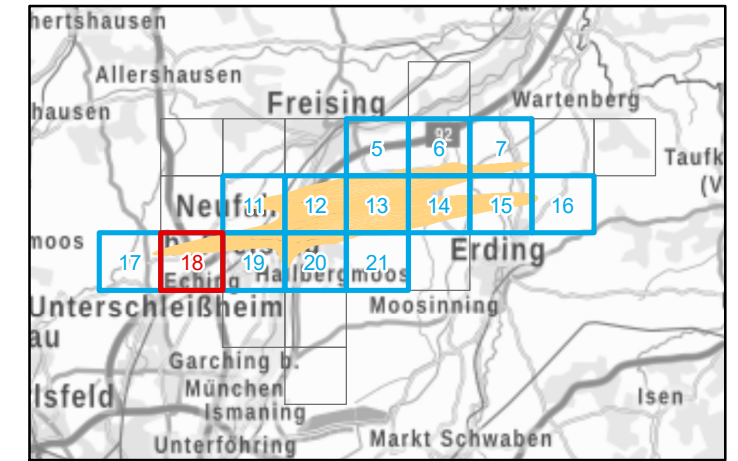 hertshausen
Allershausen
hausen
Freising
Wartenberg
92
5
6
7
Taufk
(V
11
12
13
14
15
16
moos
17
18
19
20
21
Eching
Hallbergmoos
Erding
Unterschleißheim
au
Moosinning
Garching b.
München
lsfeld
Ismaning
Isen
Unterföhring
Markt Schwaben